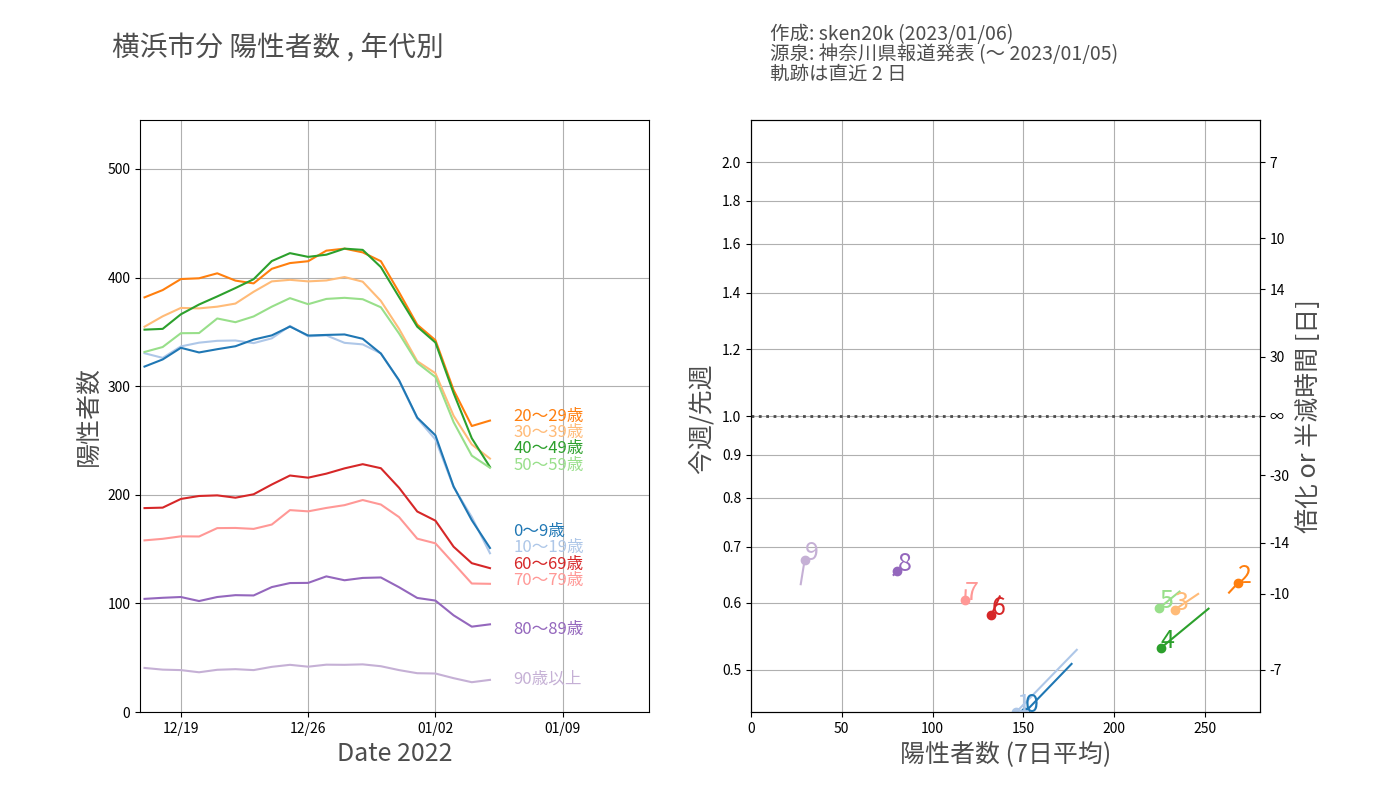 横浜市分 陽性者数 , 年代別
作成: sken20k (2023/01/06)
源泉: 神奈川県報道発表 (～ 2023/01/05)
軌跡は直近 2 日
陽性者数
500
400
300
200
100
0
12/19
12/26
01/02
01/09
Date 2022
20～29歳
30～39歳
40～49歳
50～59歳
0～9歳
10～19歳
60～69歳
70～79歳
80～89歳
90歳以上
今週/先週
2.0
1.8
1.6
1.4
1.2
1.0
0.9
0.8
0.7
0.6
0.5
0
50
100
150
200
250
陽性者数 (7日平均)
7
10
14
30
∞
-30
-14
-10
-7
倍化 or 半減時間 [日]
9
8
7
6
5
3
2
4
1
0